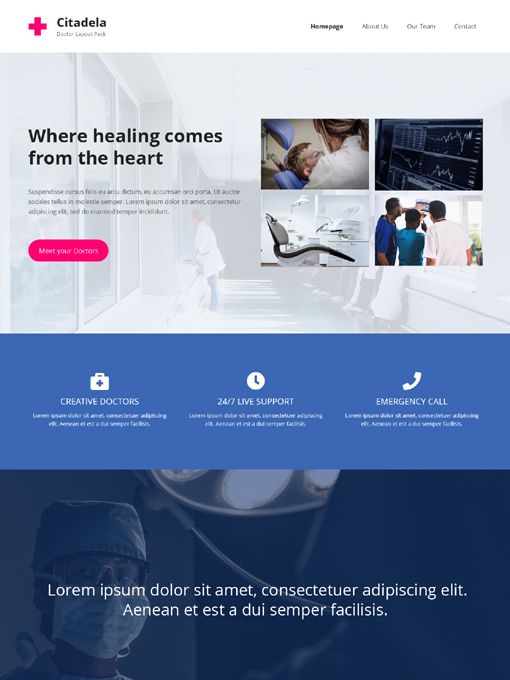 Citadela
Doctor Layout Pack
Homepage
About Us
Our Team
Contact
Where healing comes
from the heart
Suspendisse cursus felis eu arcu dictum, eu accumsan orci porta. Ut auctor
sodales tellus in molestie semper. Lorem ipsum dolor sit amet, consectetur
adipiscing elit, sed do eiusmod tempor incididunt.
Meet your Doctors
CREATIVE DOCTORS
Lorem ipsum dolor sit amet, consectetuer adipiscing
elit. Aenean et est a dui semper facilisis.
24/7 LIVE SUPPORT
Lorem ipsum dolor sit amet, consectetuer adipiscing
elit. Aenean et est a dui semper facilisis.
EMERGENCY CALL
Lorem ipsum dolor sit amet, consectetuer adipiscing
elit. Aenean et est a dui semper facilisis.
Lorem ipsum dolor sit amet, consectetuer adipiscing elit.
Aenean et est a dui semper facilisis.